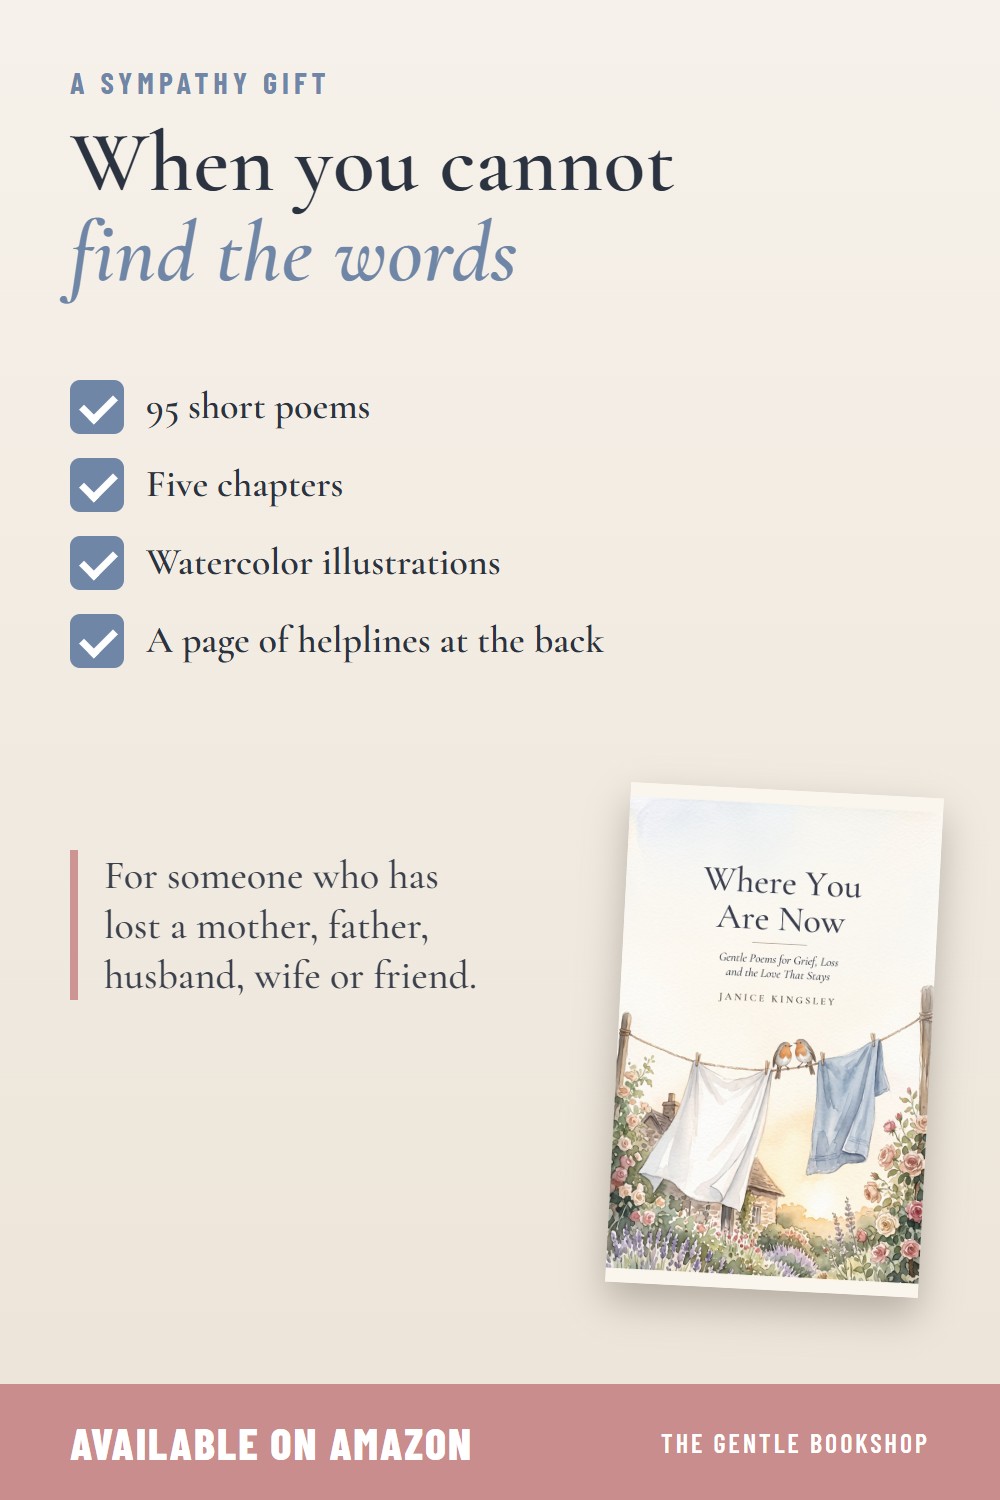 A SYMPATHY GIFT
When you cannot
find the words
95 short poems
Five chapters
Watercolor illustrations
A page of helplines at the back
For someone who has
lost a mother, father,
husband, wife or friend.
Where You
Are Now
Gentle Poems for Grief, Loss
and the Love That Stays
JANICE KINGSLEY
AVAILABLE ON AMAZON
THE GENTLE BOOKSHOP